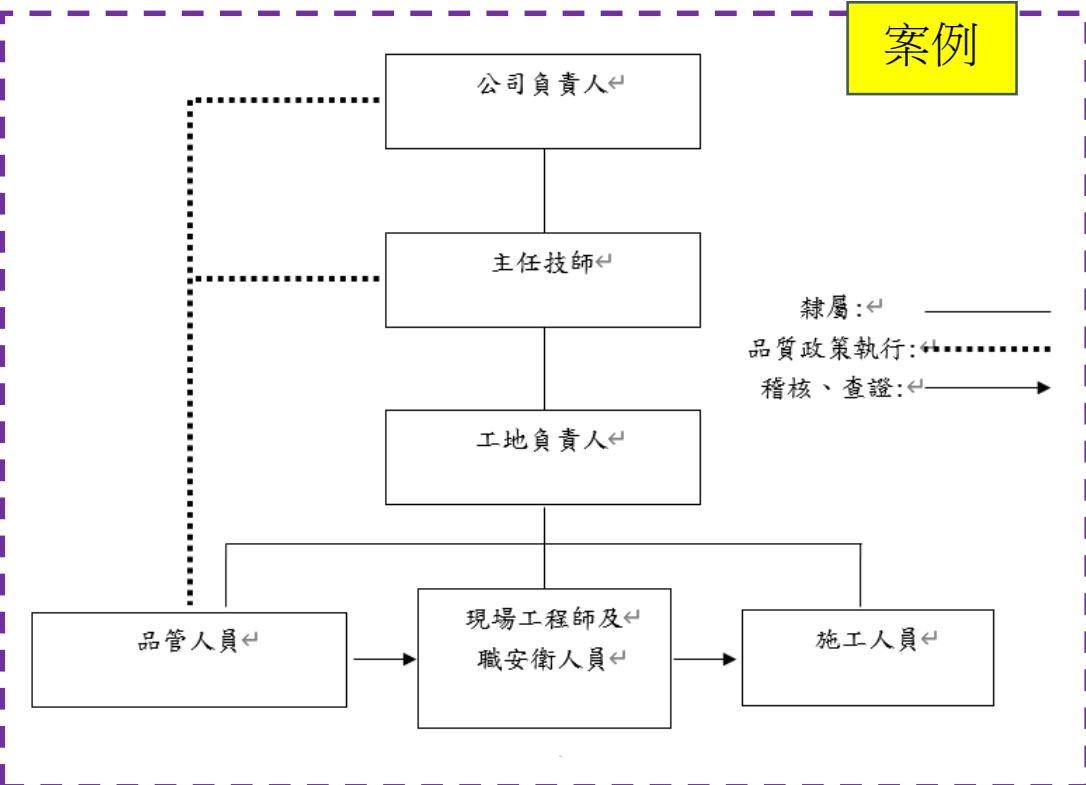 案例
公司負責人↵
主任技師↵
隸屬:↵
品質政策執行:↵
稽核、查證:↵
工地負責人↵
品管人員↵
現場工程師及↵
職安衛人員↵
施工人員↵